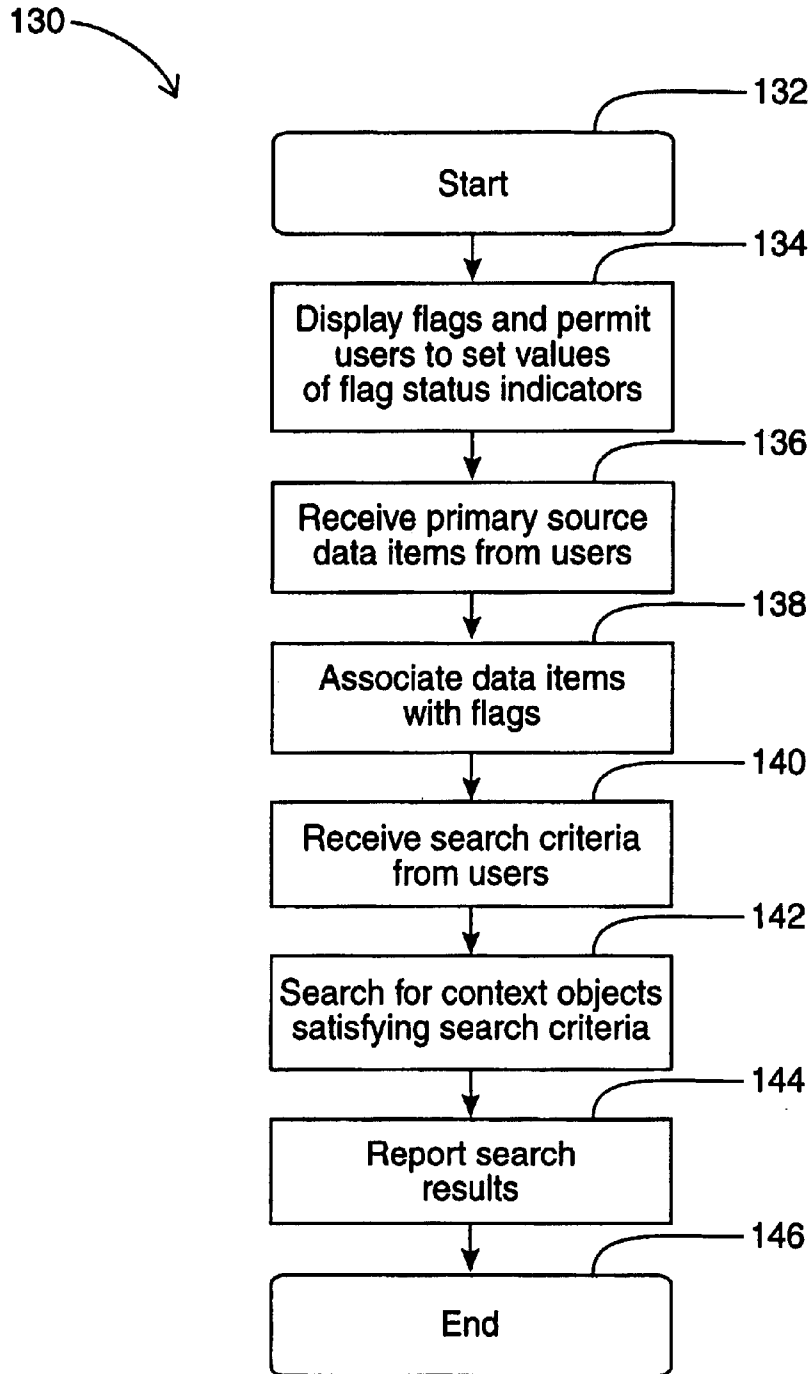 130
132
Start
134
Display flags and permit
users to set values
of flag status indicators
136
Receive primary source
data items from users
138
Associate data items
with flags
140
Receive search criteria
from users
142
Search for context objects
satisfying search criteria
144
Report search
results
146
End